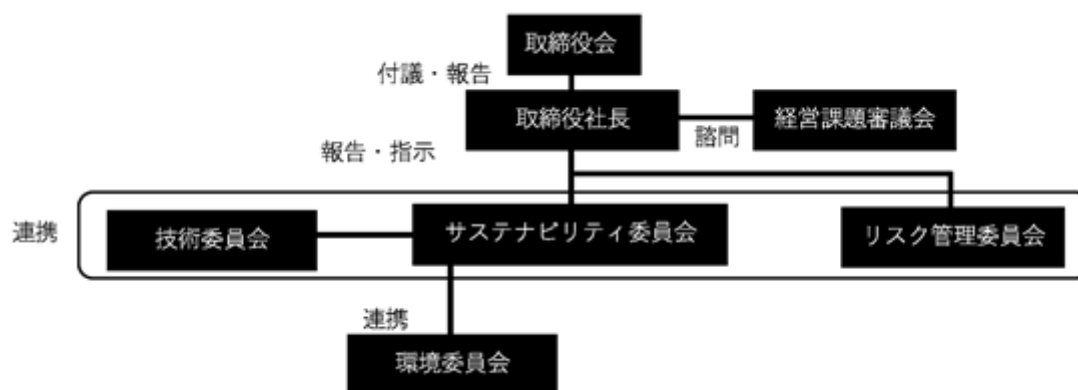 取締役会
付議・報告
取締役社長
経営課題審議会
諮問
報告・指示
連携
技術委員会
サステナビリティ委員会
リスク管理委員会
連携
環境委員会